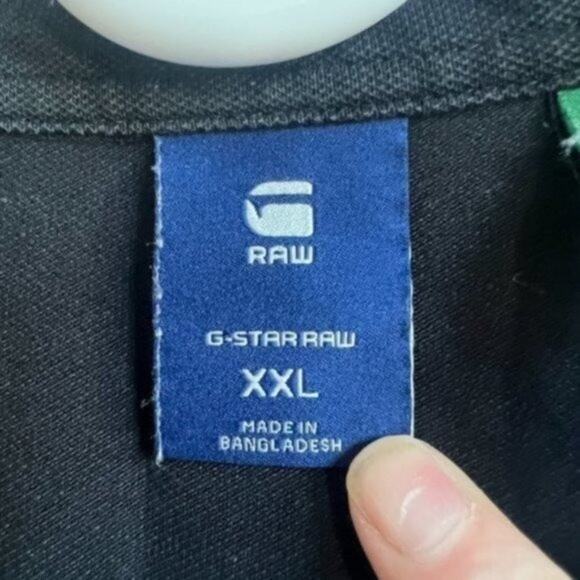 RAW
G-STAR RAW
XXL
MADE IN
BANGLADESH